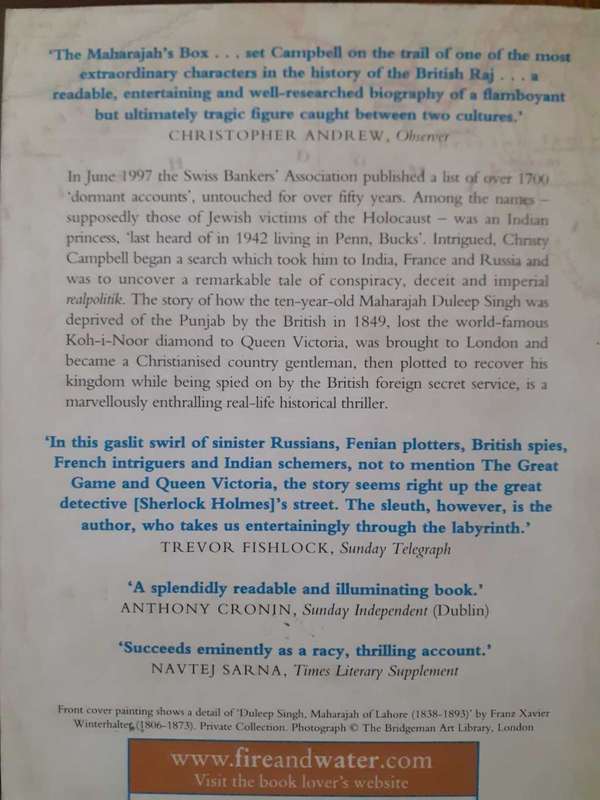 'The Maharajah's Box . . . set Campbell on the trail of one of the most
extraordinary characters in the history of the British Raj . . . a
readable, entertaining and well-researched biography of a flamboyant
but ultimately tragic figure caught between two cultures.'
CHRISTOPHER ANDREW, Observer
In June 1997 the Swiss Bankers' Association published a list of over 1700
'dormant accounts', untouched for over fifty years. Among the names –
supposedly those of Jewish victims of the Holocaust – was an Indian
princess, 'last heard of in 1942 living in Penn, Bucks'. Intrigued, Christy
Campbell began a search which took him to India, France and Russia and
was to uncover a remarkable tale of conspiracy, deceit and imperial
realpolitik. The story of how the ten-year-old Maharajah Duleep Singh was
deprived of the Punjab by the British in 1849, lost the world-famous
Koh-i-Noor diamond to Queen Victoria, was brought to London and
became a Christianised country gentleman, then plotted to recover his
kingdom while being spied on by the British foreign secret service, is a
marvellously enthralling real-life historical thriller.
'In this gaslit swirl of sinister Russians, Fenian plotters, British spies,
French intriguers and Indian schemers, not to mention The Great
Game and Queen Victoria, the story seems right up the great
detective [Sherlock Holmes]'s street. The sleuth, however, is the
author, who takes us entertainingly through the labyrinth.'
TREVOR FISHLOCK, Sunday Telegraph
'A splendidly readable and illuminating book.'
ANTHONY CRONIN, Sunday Independent (Dublin)
'Succeeds eminently as a racy, thrilling account.'
NAVTEJ SARNA, Times Literary Supplement
Front cover painting shows a detail of 'Duleep Singh, Maharajah of Lahore (1838-1893)' by Franz Xavier
Winterhalter (1806-1873). Private Collection. Photograph © The Bridgeman Art Library, London
www.fireandwater.com
Visit the book lover's website